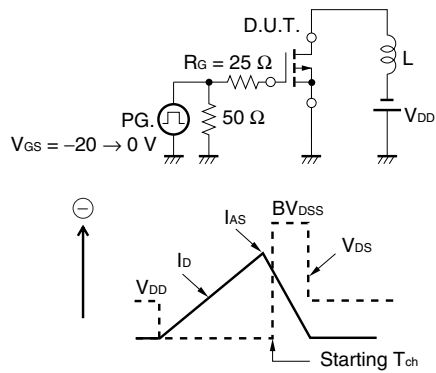 D.U.T.
RG = 25 Ω
L
PG.
50 Ω
VDD
VGS = −20 → 0 V
⊖
IAS
BVDSS
ID
VDS
VDD
Starting Tch